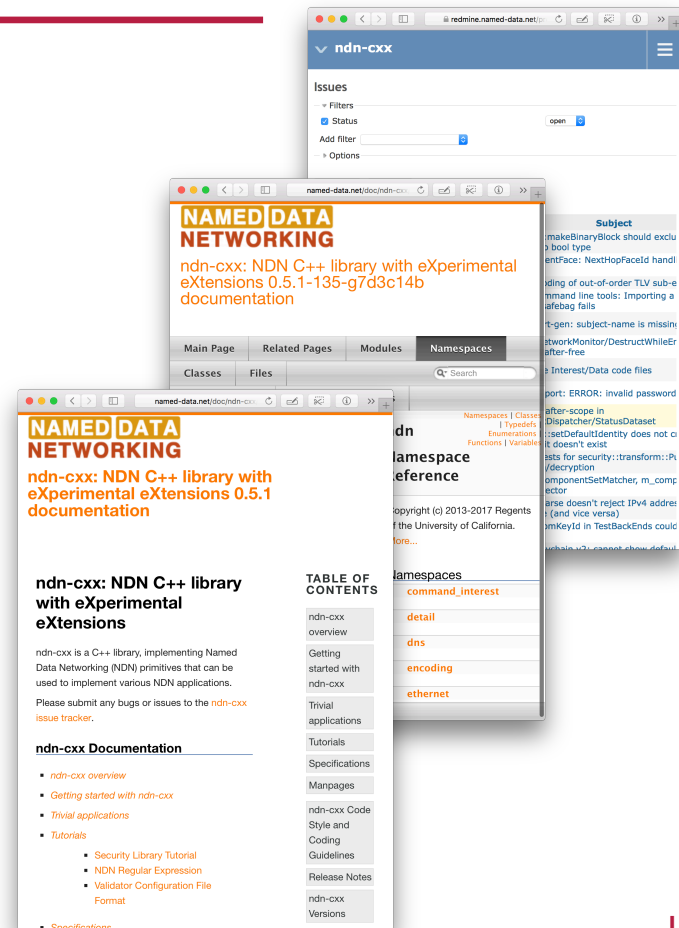 redmine.named-data.net/p
ndn-cxx
Issues
Filters
Status
open
Add filter
Options
Subject
makeBinaryBlock should exclu
bool type
entFace: NextHopFaceId handl
ding of out-of-order TLV sub-e
mmand line tools: Importing a
safebag fails
rt-gen: subject-name is missing
etworkMonitor/DestructWhileEr
after-free
e Interest/Data code files
port: ERROR: invalid password
after-scope in
Dispatcher/StatusDataset
::setDefaultIdentity does not cr
it doesn't exist
ests for security::transform::Pu
/decryption
omponentSetMatcher, m_comp
ector
arse doesn't reject IPv4 addres
e (and vice versa)
omKeyId in TestBackEnds could
named-data.net/doc/ndn-cxx
NAMED DATA
NETWORKING
ndn-cxx: NDN C++ library with eXperimental
eXtensions 0.5.1-135-g7d3c14b
documentation
Main Page
Related Pages
Modules
Namespaces
Classes
Files
Search
Namespaces | Classes
| Typedefs |
Enumerations |
Functions | Variables
dn
Namespace
Reference
Copyright (c) 2013-2017 Regents
of the University of California.
More...
Namespaces
command_interest
detail
dns
encoding
ethernet
named-data.net/doc/ndn-cxx
NAMED DATA
NETWORKING
ndn-cxx: NDN C++ library with
eXperimental eXtensions 0.5.1
documentation
ndn-cxx: NDN C++ library
with eXperimental
eXtensions
ndn-cxx is a C++ library, implementing Named
Data Networking (NDN) primitives that can be
used to implement various NDN applications.
Please submit any bugs or issues to the ndn-cxx
issue tracker.
ndn-cxx Documentation
ndn-cxx overview
Getting started with ndn-cxx
Trivial applications
Tutorials
Security Library Tutorial
NDN Regular Expression
Validator Configuration File
Format
Specifications
TABLE OF
CONTENTS
ndn-cxx
overview
Getting
started with
ndn-cxx
Trivial
applications
Tutorials
Specifications
Manpages
ndn-cxx Code
Style and
Coding
Guidelines
Release Notes
ndn-cxx
Versions